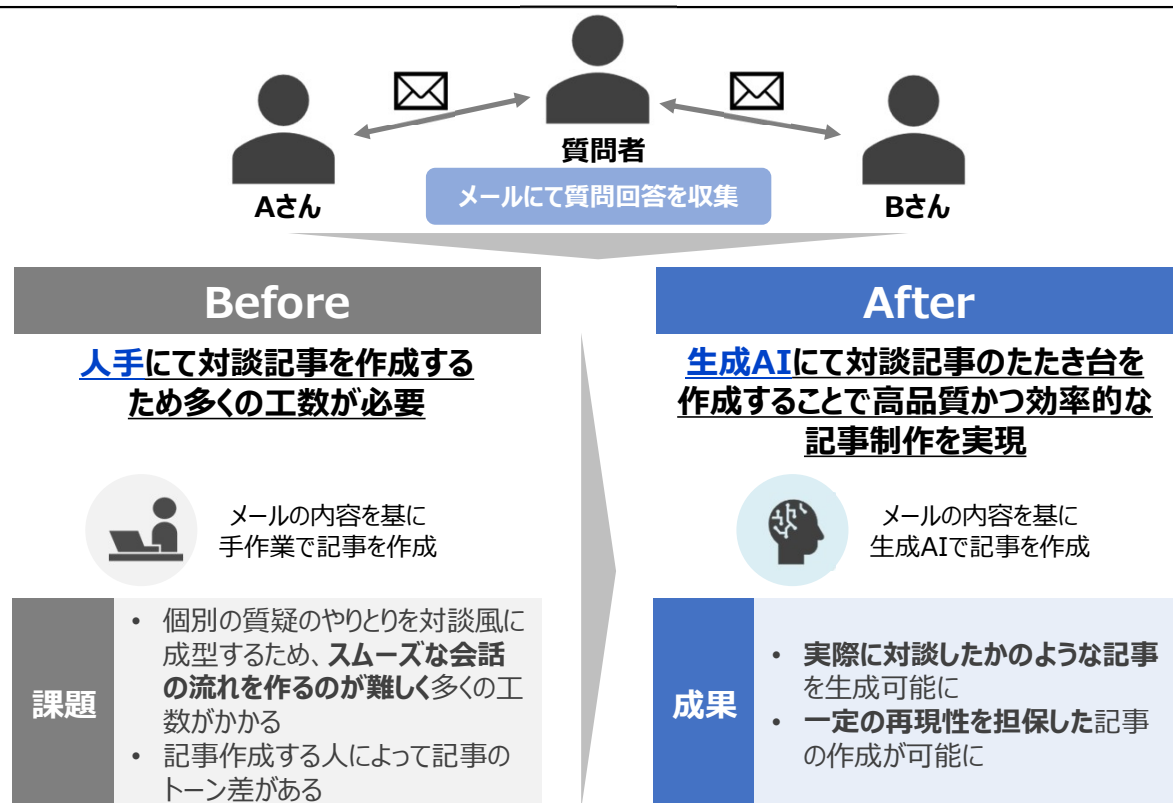 質問者
Aさん
メールにて質問回答を収集
Bさん
Before
人手にて対談記事を作成する
ため多くの工数が必要
メールの内容を基に
手作業で記事を作成
課題
• 個別の質疑のやりとりを対談風に
成型するため、スムーズな会話
の流れを作るのが難しく多くの工
数がかかる
• 記事作成する人によって記事の
トーン差がある
After
生成AIにて対談記事のたたき台を
作成することで高品質かつ効率的な
記事制作を実現
メールの内容を基に
生成AIで記事を作成
成果
• 実際に対談したかのような記事
を生成可能に
• 一定の再現性を担保した記事
の作成が可能に